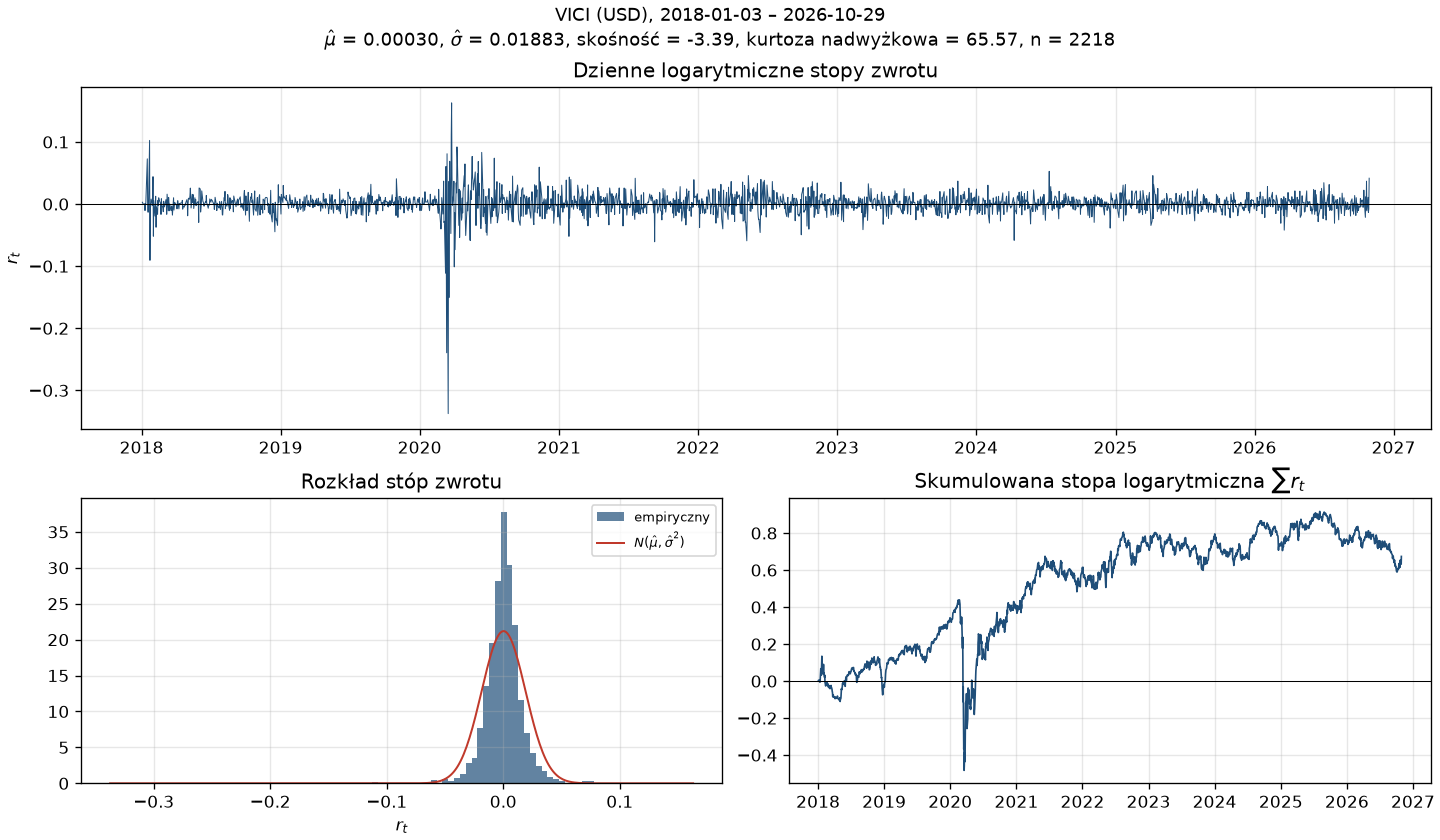 VICI (USD), 2018-01-03 – 2026-10-29
μ̂ = 0.00030, σ̂ = 0.01883, skośność = -3.39, kurtoza nadwyżkowa = 65.57, n = 2218
Dzienne logarytmiczne stopy zwrotu
0.1
0.0
−0.1
−0.2
−0.3
r_t
2018 2019 2020 2021 2022 2023 2024 2025 2026 2027
Rozkład stóp zwrotu
35
30
25
20
15
10
5
0
empiryczny
N(μ̂, σ̂²)
−0.3 −0.2 −0.1 0.0 0.1
r_t
Skumulowana stopa logarytmiczna ∑r_t
0.8
0.6
0.4
0.2
0.0
−0.2
−0.4
2018 2019 2020 2021 2022 2023 2024 2025 2026 2027